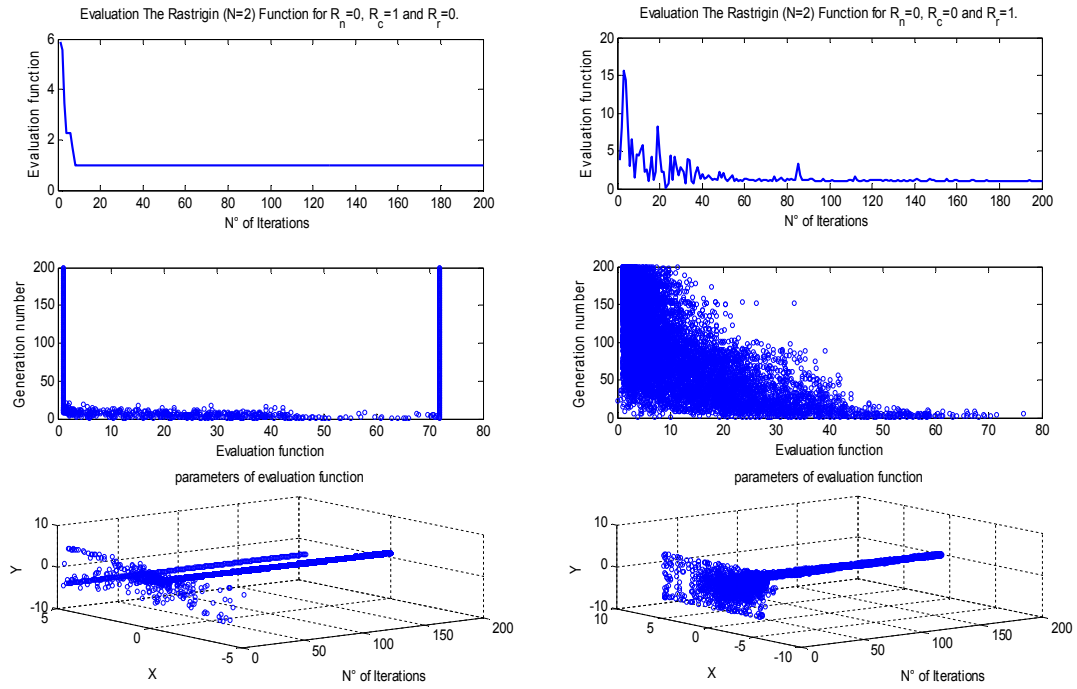 Evaluation The Rastrigin (N=2) Function for R_n=0, R_c=1 and R_r=0.
6
4
2
0
Evaluation function
0 20 40 60 80 100 120 140 160 180 200
N° of Iterations
200
150
100
50
0
Generation number
0 10 20 30 40 50 60 70 80
Evaluation function
parameters of evaluation function
10
0
-10
Y
5
0
-5
X
0
50
100
150
200
N° of Iterations
Evaluation The Rastrigin (N=2) Function for R_n=0, R_c=0 and R_r=1.
20
15
10
5
0
Evaluation function
0 20 40 60 80 100 120 140 160 180 200
N° of Iterations
200
150
100
50
0
Generation number
0 10 20 30 40 50 60 70 80
Evaluation function
parameters of evaluation function
10
0
-10
Y
10
5
0
-5
-10
X
0
50
100
150
200
N° of Iterations